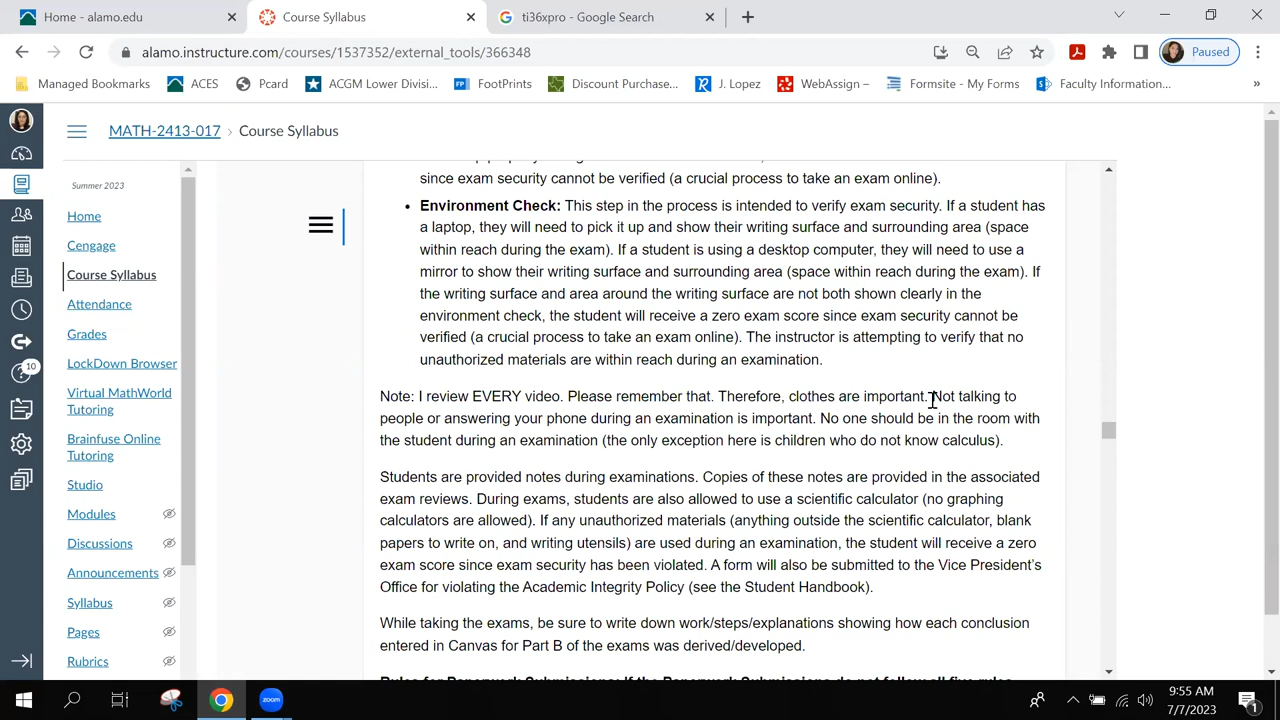 Home - alamo.edu
Course Syllabus
ti36xpro - Google Search
alamo.instructure.com/courses/1537352/external_tools/366348
Paused
Managed Bookmarks
ACES
Pcard
ACGM Lower Divisi...
FootPrints
Discount Purchase...
J. Lopez
WebAssign –
Formsite - My Forms
Faculty Information...
»
MATH-2413-017 › Course Syllabus
Summer 2023
Home
Cengage
Course Syllabus
Attendance
Grades
LockDown Browser
Virtual MathWorld
Tutoring
Brainfuse Online
Tutoring
Studio
Modules
Discussions
Announcements
Syllabus
Pages
Rubrics
10
since exam security cannot be verified (a crucial process to take an exam online).
• Environment Check: This step in the process is intended to verify exam security. If a student has
a laptop, they will need to pick it up and show their writing surface and surrounding area (space
within reach during the exam). If a student is using a desktop computer, they will need to use a
mirror to show their writing surface and surrounding area (space within reach during the exam). If
the writing surface and area around the writing surface are not both shown clearly in the
environment check, the student will receive a zero exam score since exam security cannot be
verified (a crucial process to take an exam online). The instructor is attempting to verify that no
unauthorized materials are within reach during an examination.
Note: I review EVERY video. Please remember that. Therefore, clothes are important. Not talking to
people or answering your phone during an examination is important. No one should be in the room with
the student during an examination (the only exception here is children who do not know calculus).
Students are provided notes during examinations. Copies of these notes are provided in the associated
exam reviews. During exams, students are also allowed to use a scientific calculator (no graphing
calculators are allowed). If any unauthorized materials (anything outside the scientific calculator, blank
papers to write on, and writing utensils) are used during an examination, the student will receive a zero
exam score since exam security has been violated. A form will also be submitted to the Vice President's
Office for violating the Academic Integrity Policy (see the Student Handbook).
While taking the exams, be sure to write down work/steps/explanations showing how each conclusion
entered in Canvas for Part B of the exams was derived/developed.
Rules for Paperwork Submissions: If the Paperwork Submissions do not follow all five rules
zoom
9:55 AM
7/7/2023
1